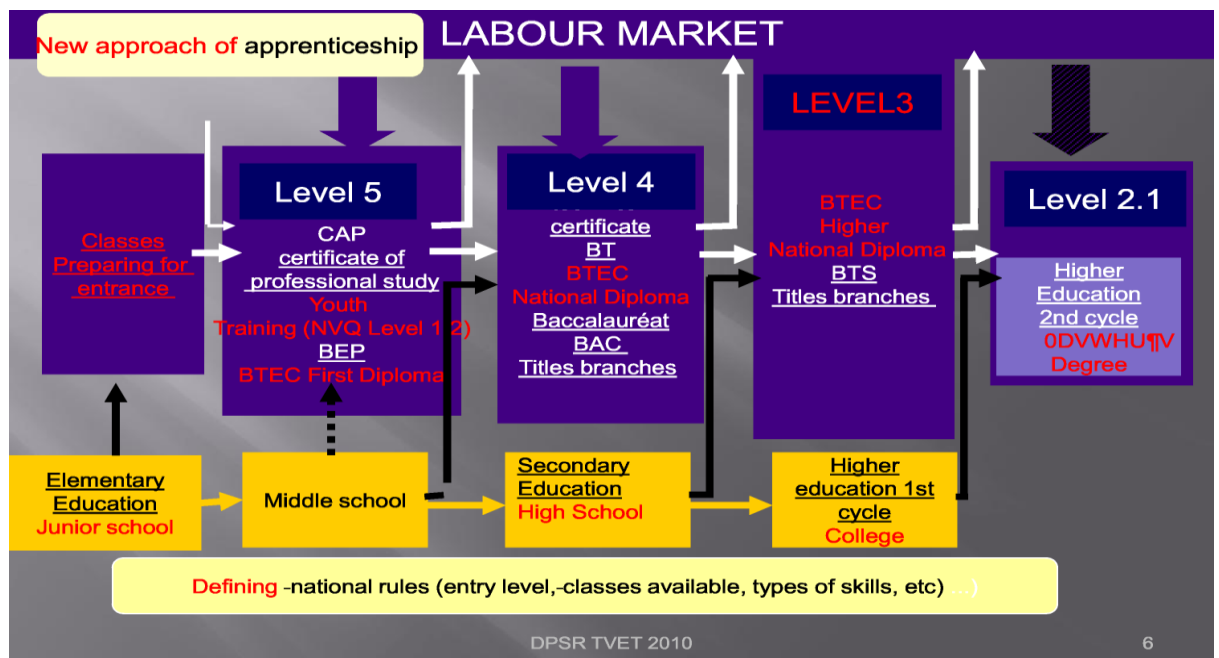 New approach of apprenticeship
LABOUR MARKET
Classes
Preparing for
entrance
Level 5
CAP
certificate of
professional study
Youth
Training (NVQ Level 1 2)
BEP
BTEC First Diploma
Level 4
certificate
BT
BTEC
National Diploma
Baccalauréat
BAC
Titles branches
LEVEL3
BTEC
Higher
National Diploma
BTS
Titles branches
Level 2.1
Higher
Education
2nd cycle
0DVWHU¶V
Degree
Elementary
Education
Junior school
Middle school
Secondary
Education
High School
Higher
education 1st
cycle
College
Defining -national rules (entry level,-classes available, types of skills, etc) ...)
DPSR TVET 2010
6